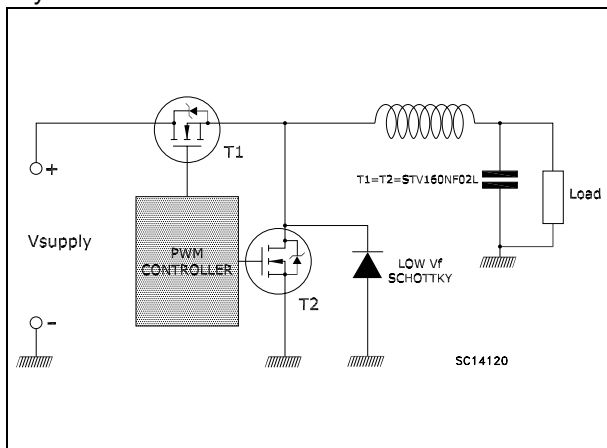 T1
T1=T2=STV160NF02L
Load
+
Vsupply
PWM
CONTROLLER
LOW Vf
SCHOTTKY
T2
-
SC14120